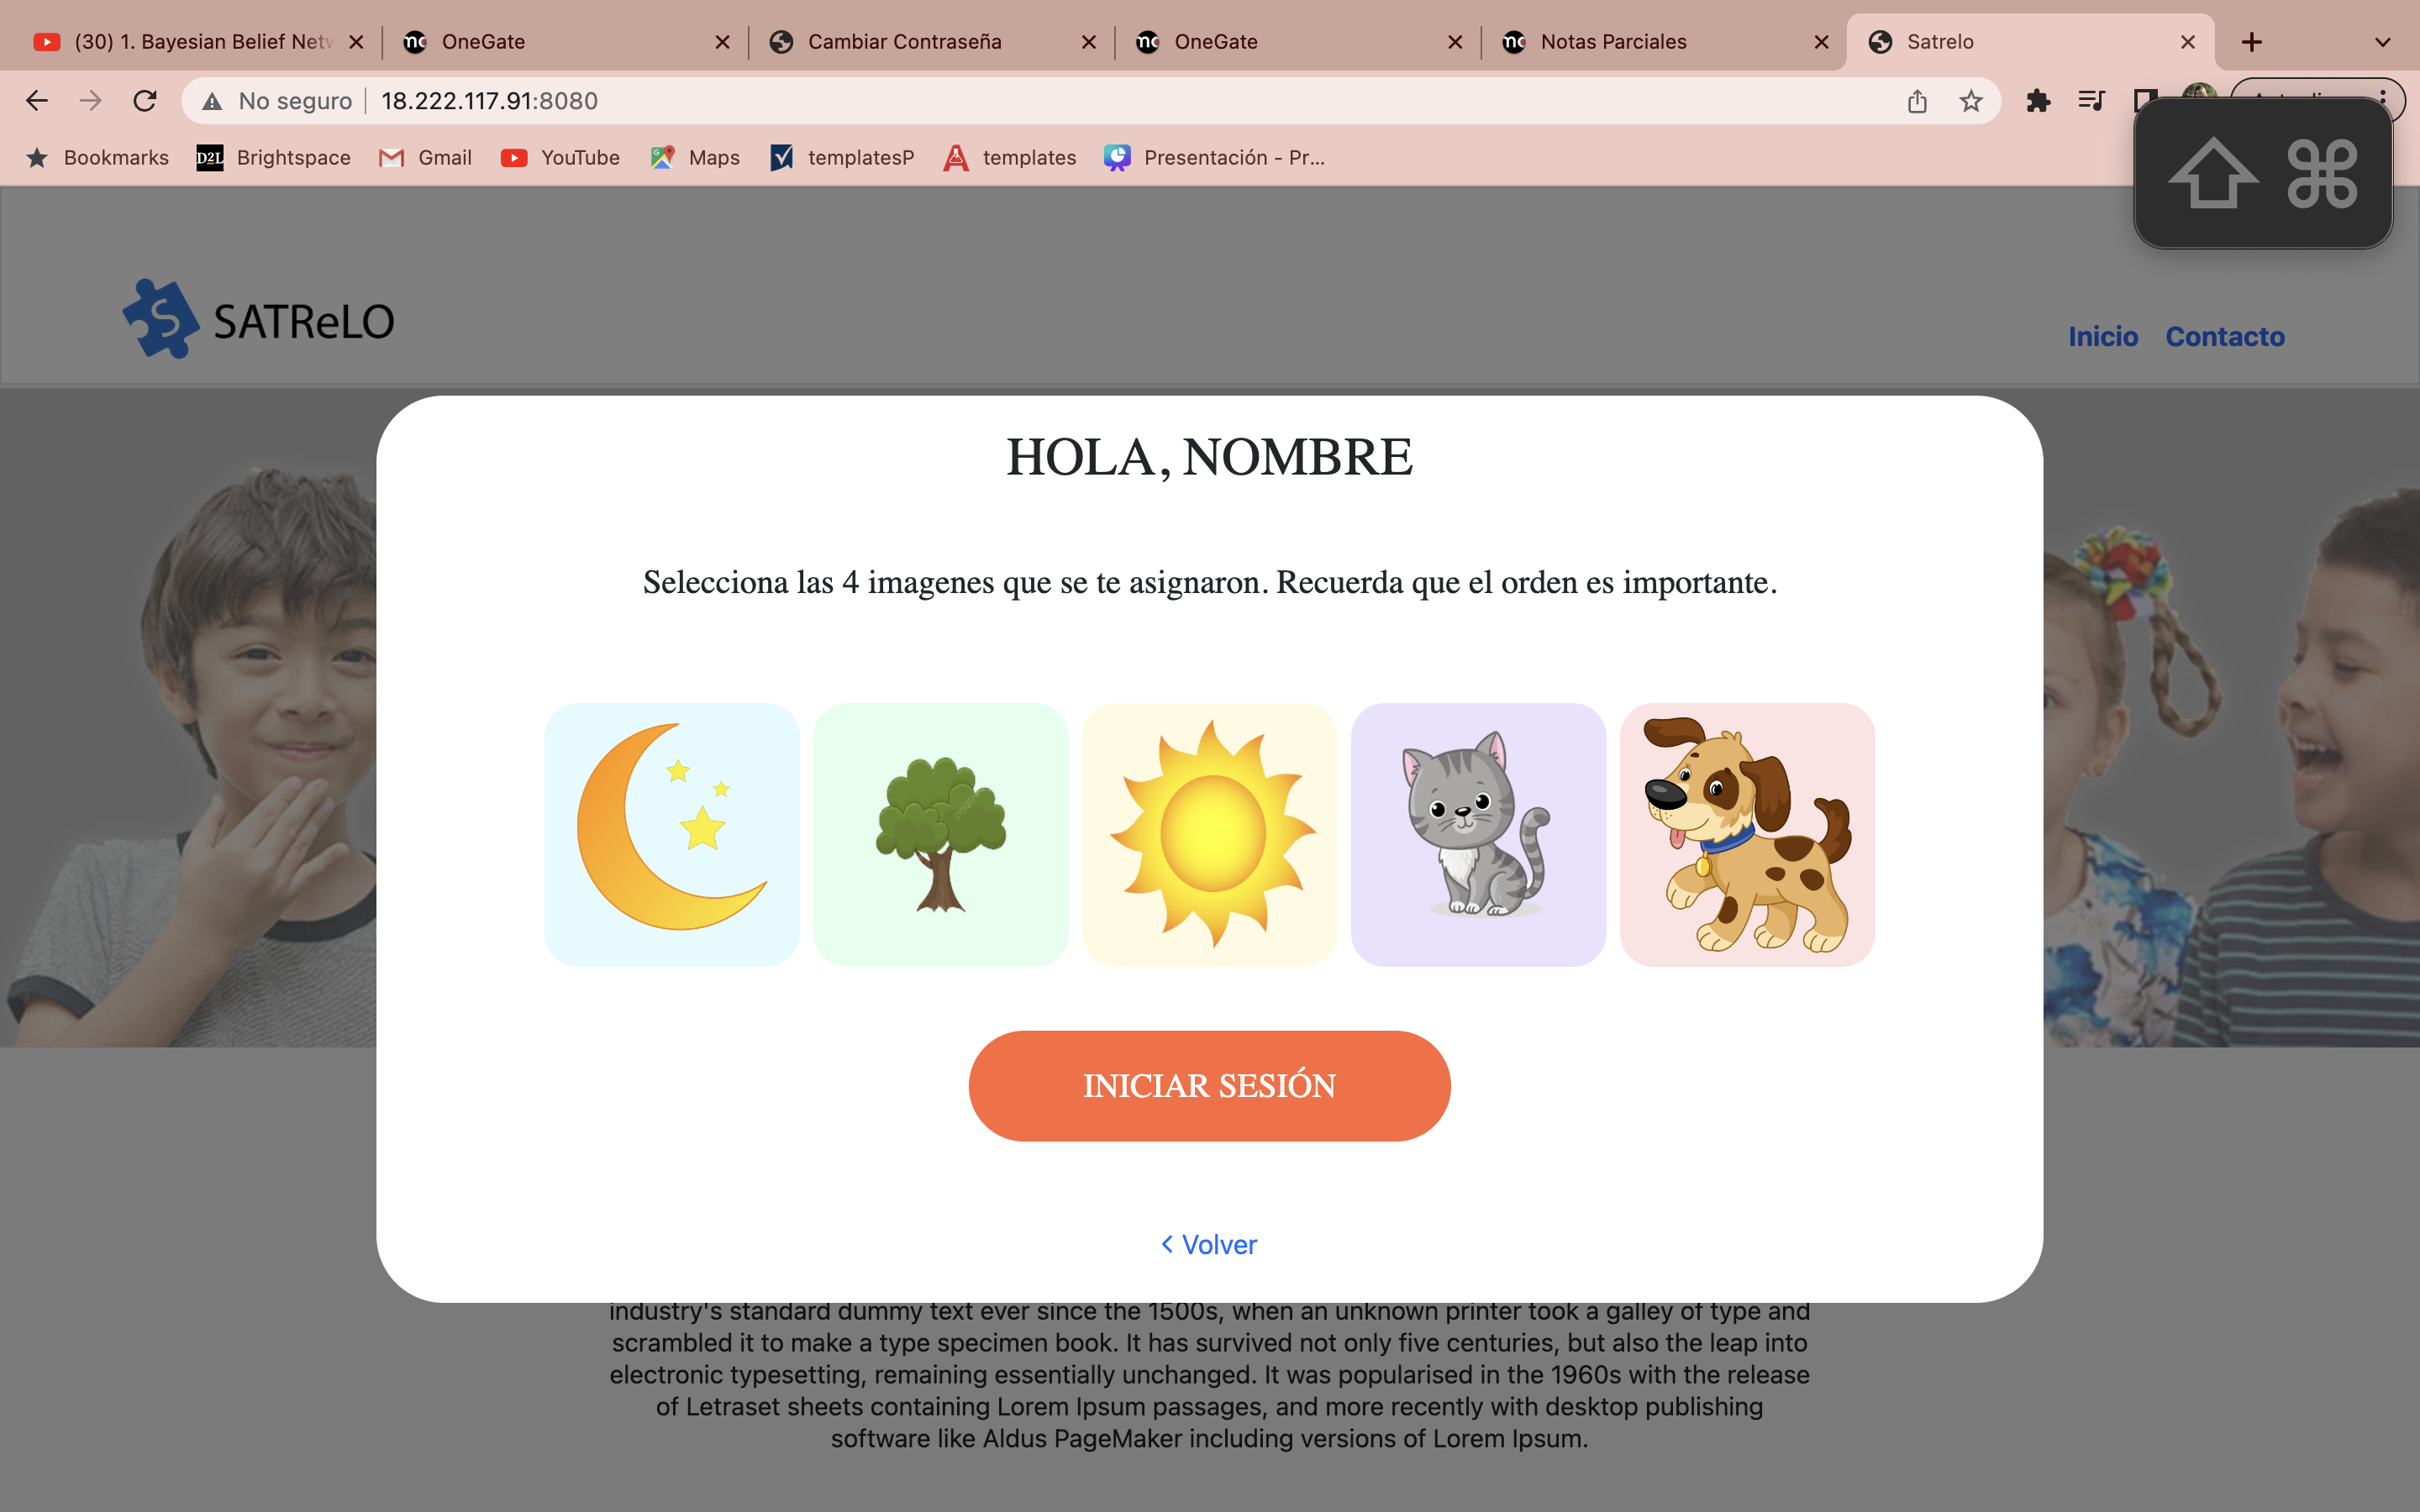 (30) 1. Bayesian Belief Netw
OneGate
Cambiar Contraseña
OneGate
Notas Parciales
Satrelo
No seguro
18.222.117.91:8080
Bookmarks
D2L
Brightspace
Gmail
YouTube
Maps
templatesP
templates
Presentación - Pr...
S
SATReLO
Inicio
Contacto
HOLA, NOMBRE
Selecciona las 4 imagenes que se te asignaron. Recuerda que el orden es importante.
INICIAR SESIÓN
Volver
industry's standard dummy text ever since the 1500s, when an unknown printer took a galley of type and
scrambled it to make a type specimen book. It has survived not only five centuries, but also the leap into
electronic typesetting, remaining essentially unchanged. It was popularised in the 1960s with the release
of Letraset sheets containing Lorem Ipsum passages, and more recently with desktop publishing
software like Aldus PageMaker including versions of Lorem Ipsum.